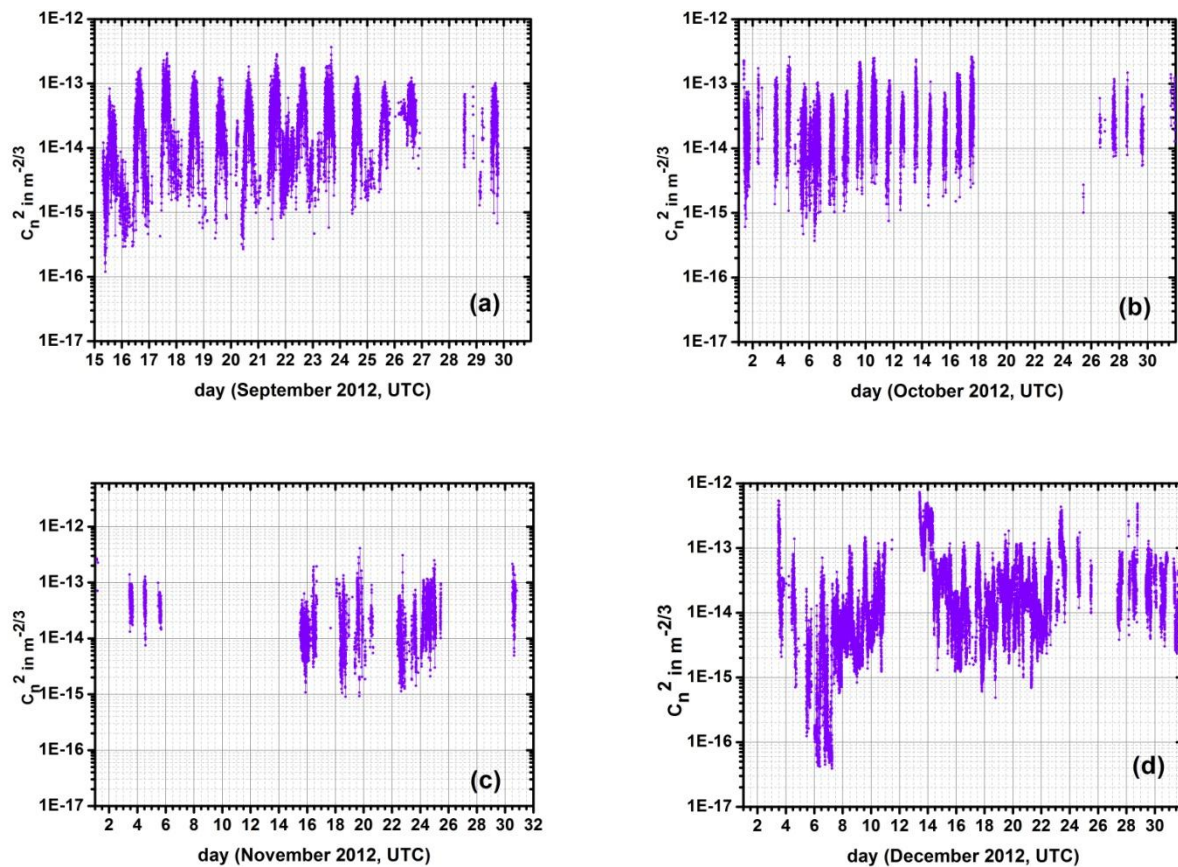 1E-12
1E-13
1E-14
1E-15
1E-16
1E-17
C_n^2 in m^-2/3
(a)
15 16 17 18 19 20 21 22 23 24 25 26 27 28 29 30
day (September 2012, UTC)
1E-12
1E-13
1E-14
1E-15
1E-16
1E-17
C_n^2 in m^-2/3
(b)
2 4 6 8 10 12 14 16 18 20 22 24 26 28 30
day (October 2012, UTC)
1E-12
1E-13
1E-14
1E-15
1E-16
1E-17
C_n^2 in m^-2/3
(c)
2 4 6 8 10 12 14 16 18 20 22 24 26 28 30 32
day (November 2012, UTC)
1E-12
1E-13
1E-14
1E-15
1E-16
1E-17
C_n^2 in m^-2/3
(d)
2 4 6 8 10 12 14 16 18 20 22 24 26 28 30
day (December 2012, UTC)